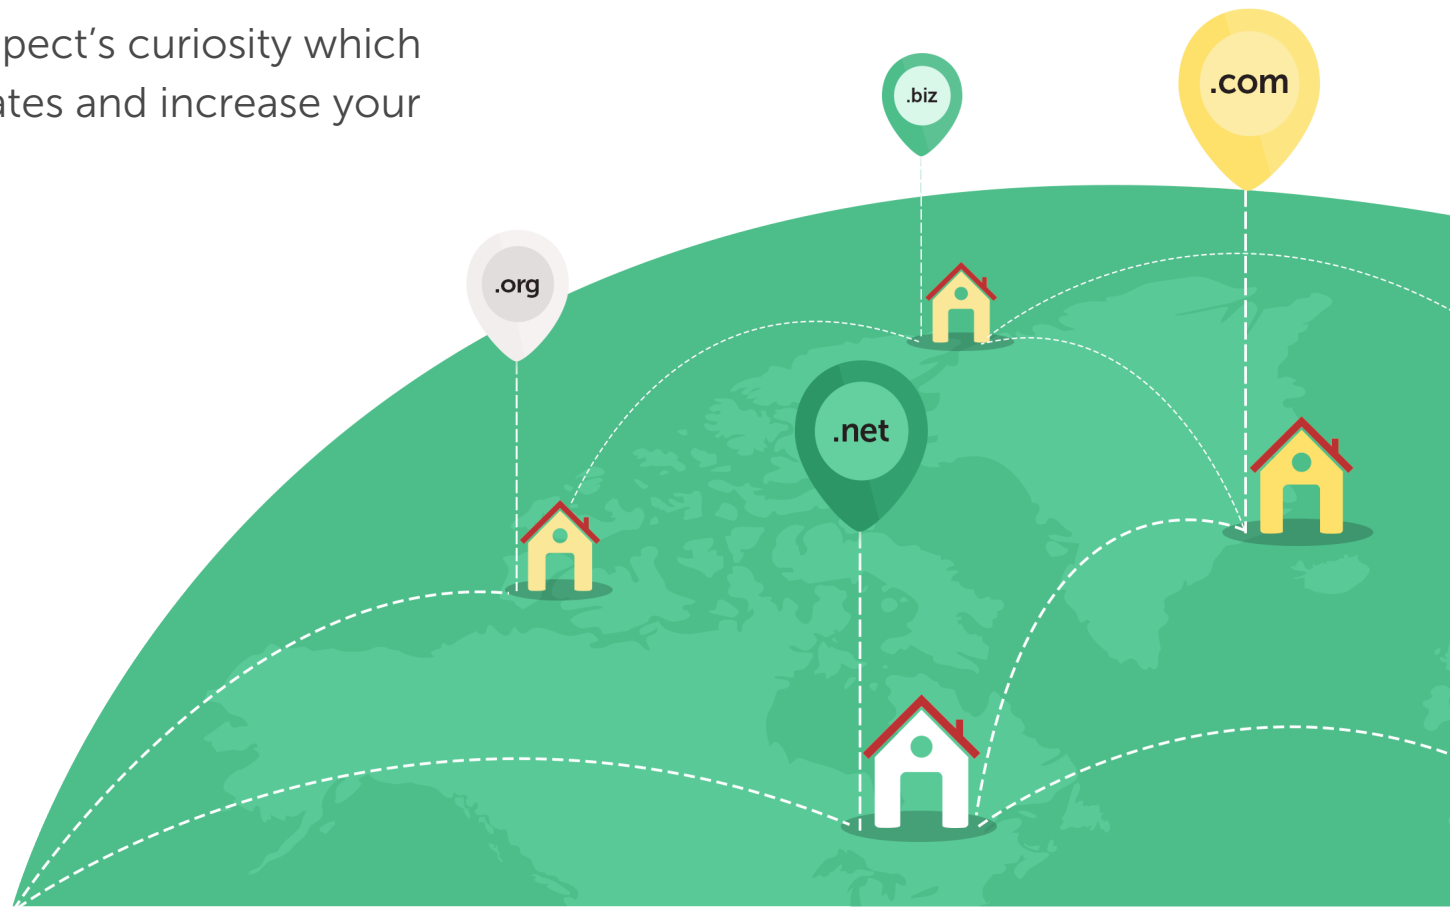 pect's curiosity which
ates and increase your
.biz
.com
.org
.net